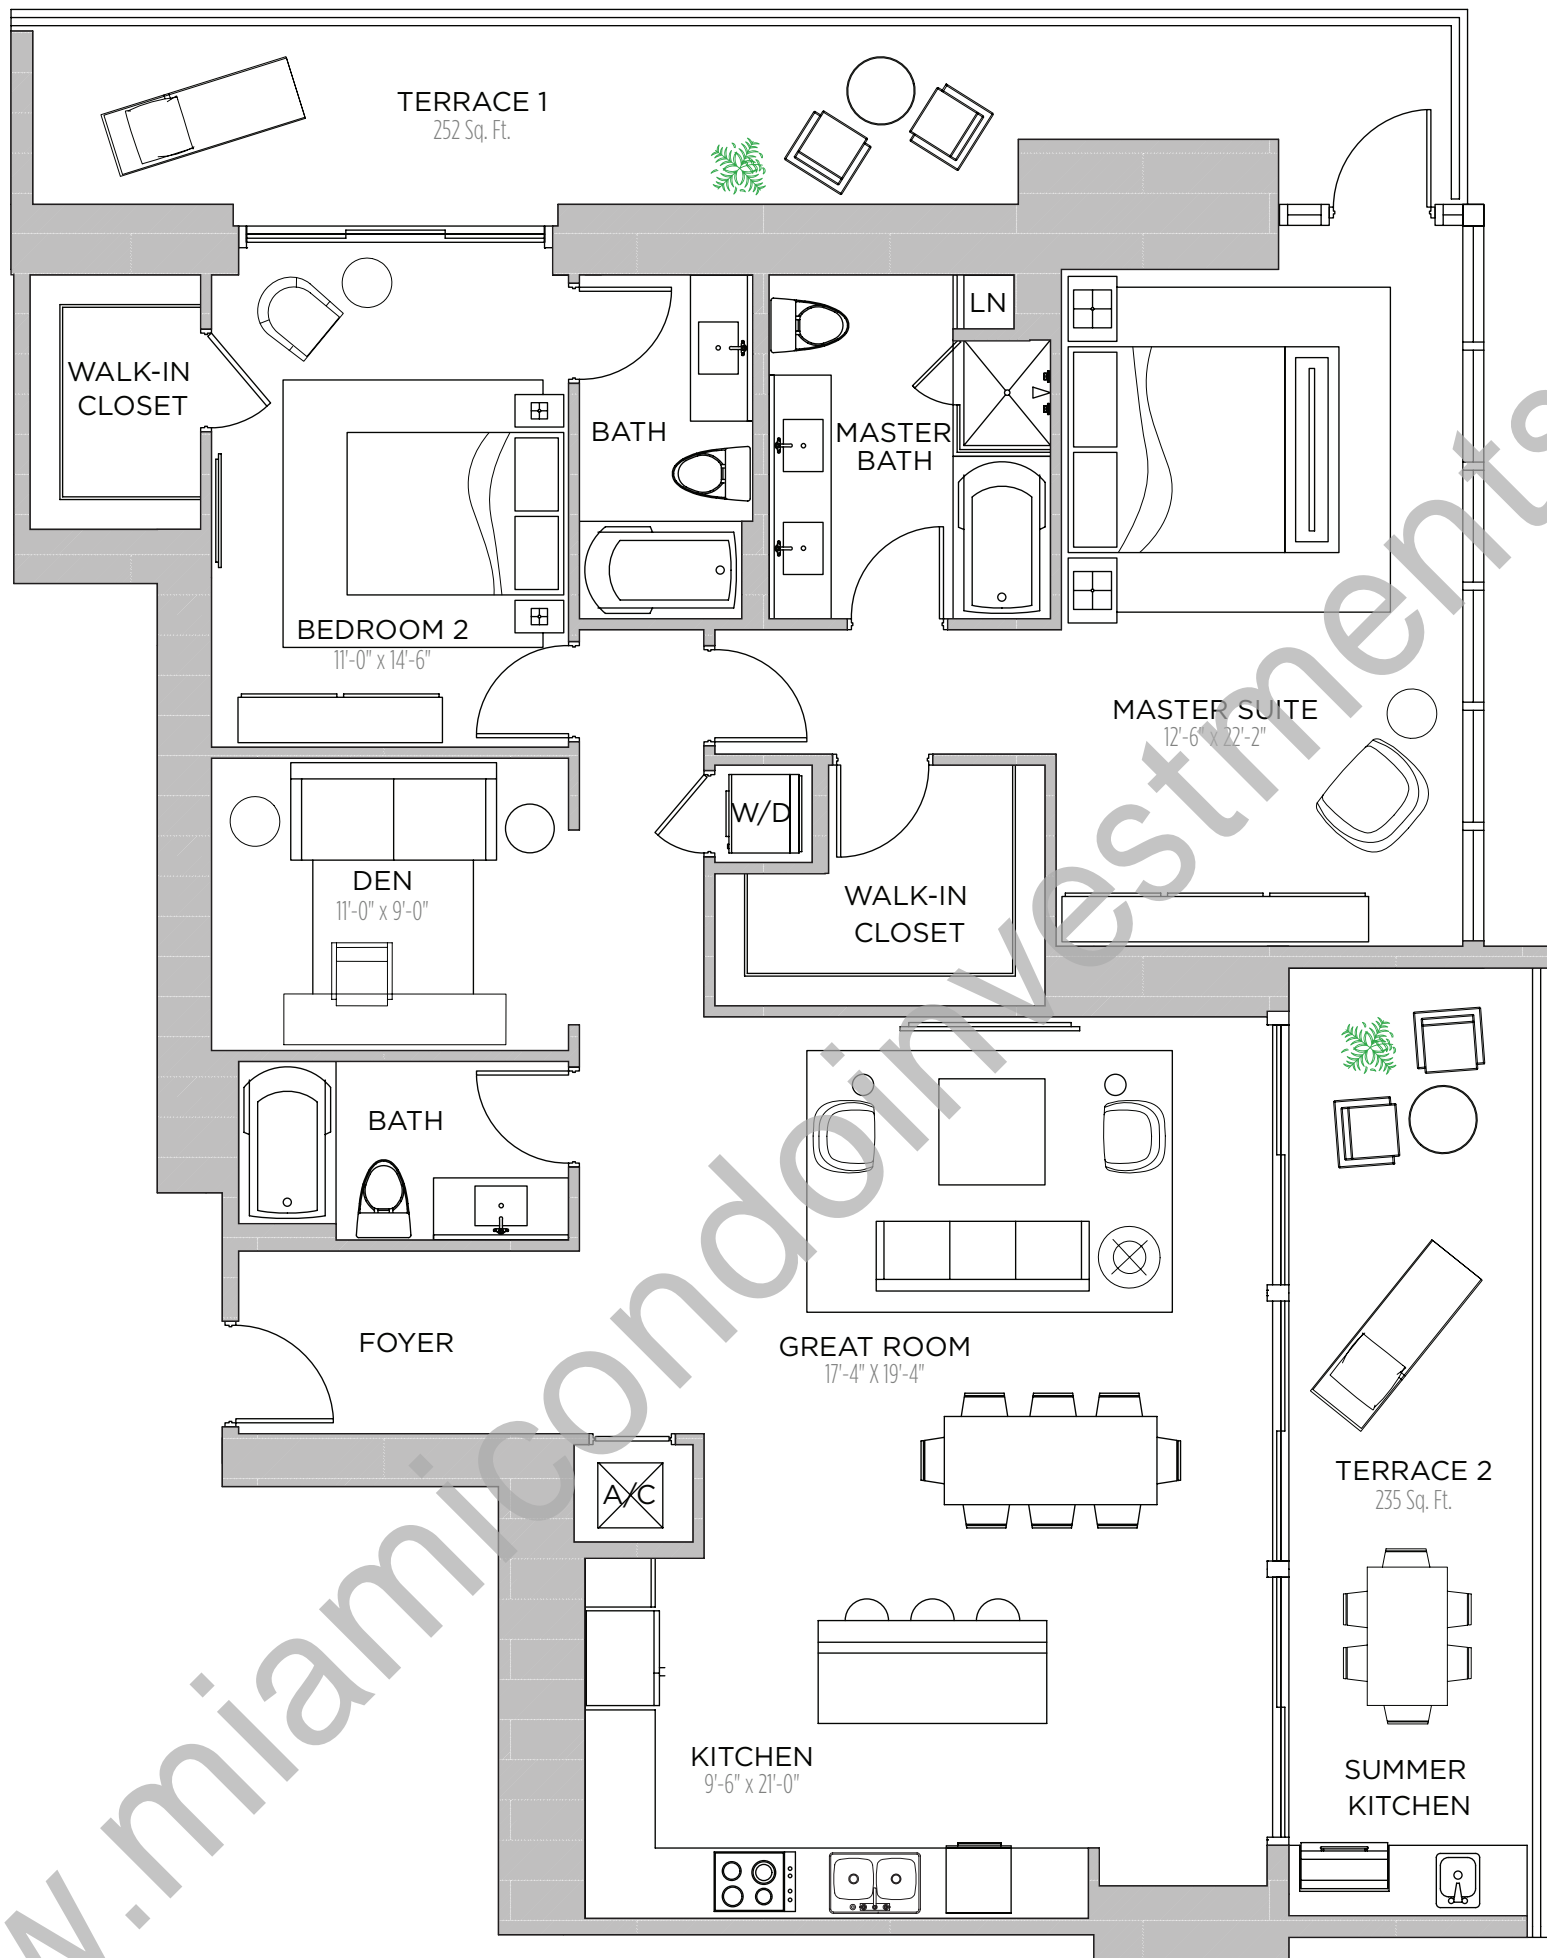 TERRACE 1
252 Sq. Ft.
LN
WALK-IN
CLOSET
BATH
MASTER
BATH
BEDROOM 2
11'-0" x 14'-6"
MASTER SUITE
12'-6" x 22'-2"
W/D
DEN
11'-0" x 9'-0"
WALK-IN
CLOSET
BATH
FOYER
GREAT ROOM
17'-4" X 19'-4"
A/C
TERRACE 2
235 Sq. Ft.
KITCHEN
9'-6" x 21'-0"
SUMMER
KITCHEN
w.miamicondoinvestments